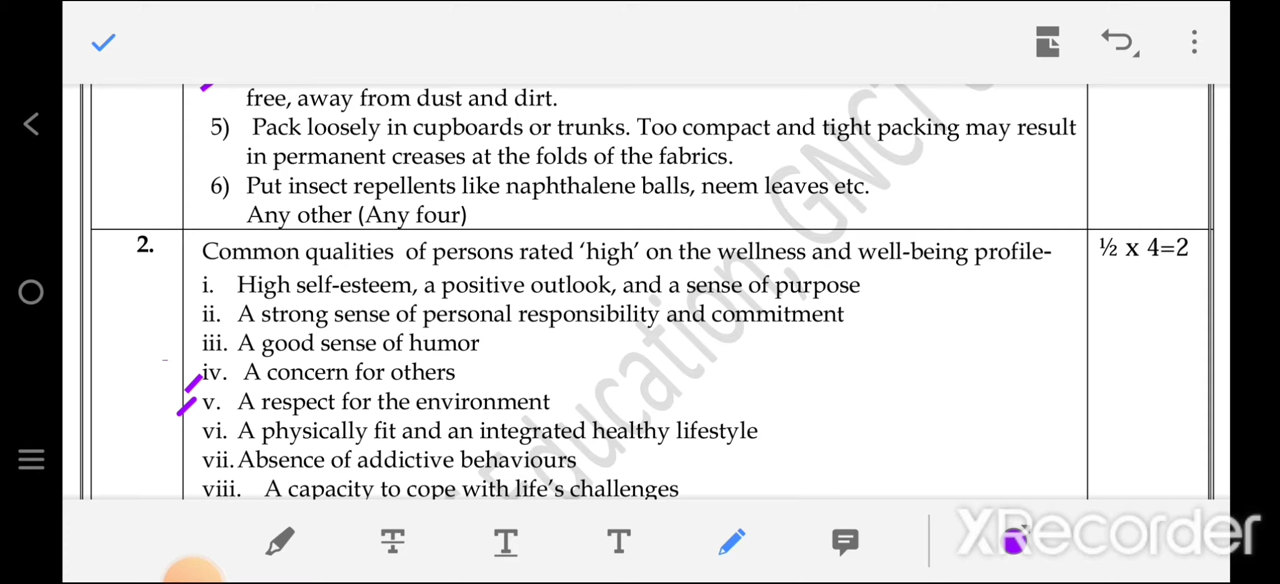 free, away from dust and dirt.
5) Pack loosely in cupboards or trunks. Too compact and tight packing may result
in permanent creases at the folds of the fabrics.
6) Put insect repellents like naphthalene balls, neem leaves etc.
Any other (Any four)
2. Common qualities of persons rated ‘high’ on the wellness and well-being profile- ½ x 4=2
i. High self-esteem, a positive outlook, and a sense of purpose
ii. A strong sense of personal responsibility and commitment
iii. A good sense of humor
iv. A concern for others
v. A respect for the environment
vi. A physically fit and an integrated healthy lifestyle
vii. Absence of addictive behaviours
viii. A capacity to cope with life’s challenges
Education, GNCT
XRecorder